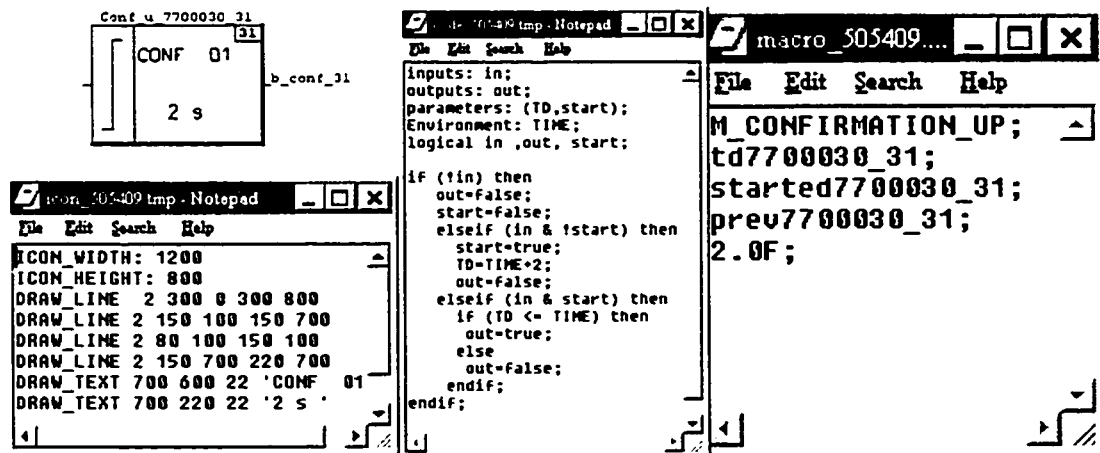 Conf_u_7700030_31
31
CONF 01
2 s
b_conf_31
icon_505409 tmp - Notepad
File Edit Search Help
ICON_WIDTH: 1200
ICON_HEIGHT: 800
DRAW_LINE 2 300 0 300 800
DRAW_LINE 2 150 100 150 700
DRAW_LINE 2 80 100 150 100
DRAW_LINE 2 150 700 220 700
DRAW_TEXT 700 600 22 'CONF 01
DRAW_TEXT 700 220 22 '2 s '
505409 tmp - Notepad
File Edit Search Help
inputs: in;
outputs: out;
parameters: (TD,start);
Environment: TIME;
logical in ,out, start;
if (!in) then
out=false;
start=false;
elseif (in & !start) then
start=true;
TD=TIME+2;
out=false;
elseif (in & start) then
if (TD <= TIME) then
out=true;
else
out=false;
endif;
endif;
macro_505409....
File Edit Search Help
M_CONFIRMATION_UP;
td7700030_31;
started7700030_31;
prev7700030_31;
2.0F;